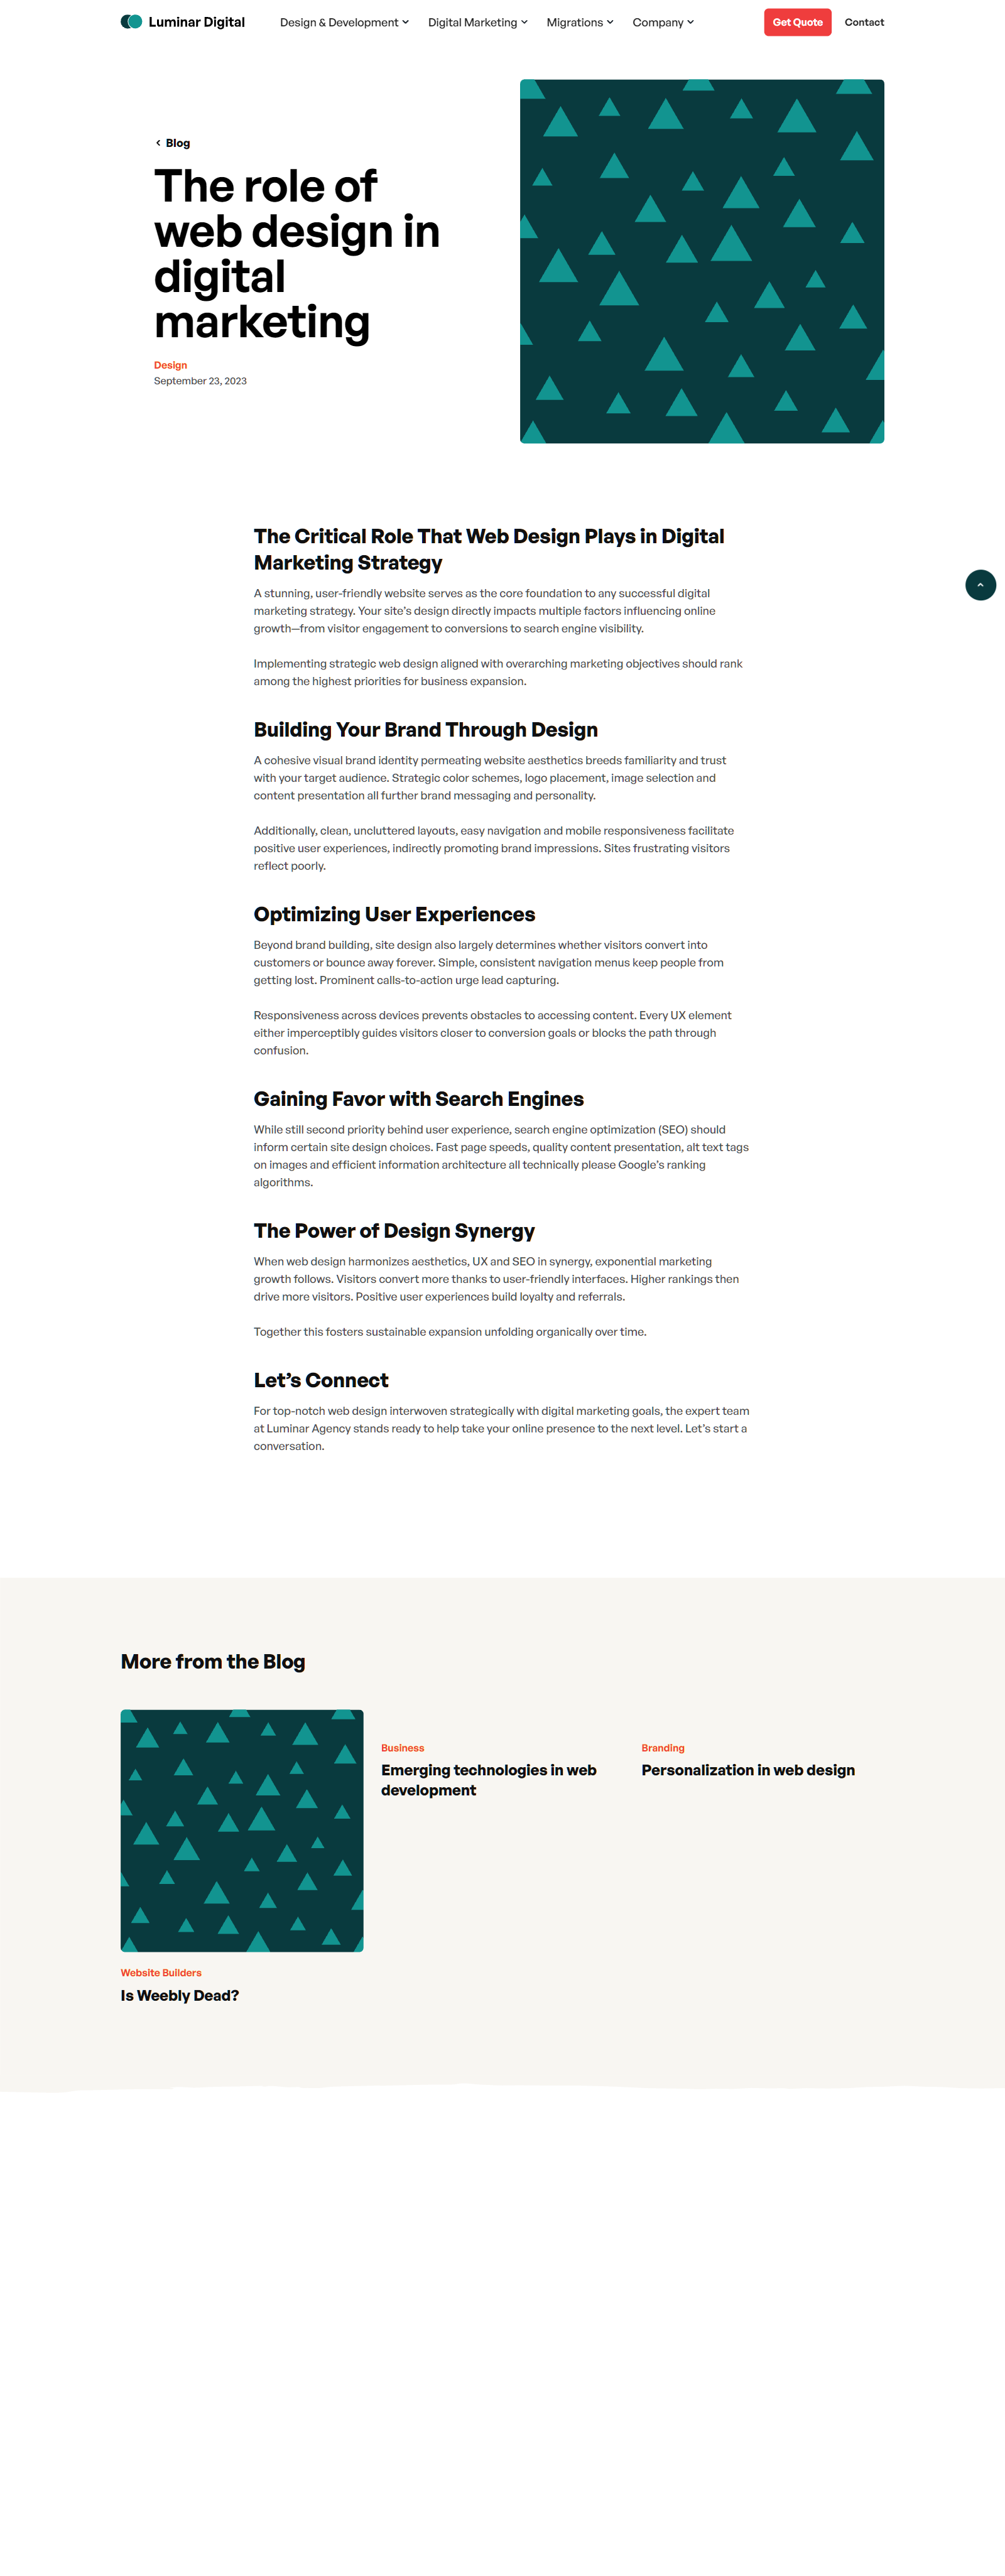 Luminar Digital
Design & Development
Digital Marketing
Migrations
Company
Get Quote
Contact
Blog
The role of
web design in
digital
marketing
Design
September 23, 2023
The Critical Role That Web Design Plays in Digital
Marketing Strategy
A stunning, user-friendly website serves as the core foundation to any successful digital
marketing strategy. Your site’s design directly impacts multiple factors influencing online
growth—from visitor engagement to conversions to search engine visibility.
Implementing strategic web design aligned with overarching marketing objectives should rank
among the highest priorities for business expansion.
Building Your Brand Through Design
A cohesive visual brand identity permeating website aesthetics breeds familiarity and trust
with your target audience. Strategic color schemes, logo placement, image selection and
content presentation all further brand messaging and personality.
Additionally, clean, uncluttered layouts, easy navigation and mobile responsiveness facilitate
positive user experiences, indirectly promoting brand impressions. Sites frustrating visitors
reflect poorly.
Optimizing User Experiences
Beyond brand building, site design also largely determines whether visitors convert into
customers or bounce away forever. Simple, consistent navigation menus keep people from
getting lost. Prominent calls-to-action urge lead capturing.
Responsiveness across devices prevents obstacles to accessing content. Every UX element
either imperceptibly guides visitors closer to conversion goals or blocks the path through
confusion.
Gaining Favor with Search Engines
While still second priority behind user experience, search engine optimization (SEO) should
inform certain site design choices. Fast page speeds, quality content presentation, alt text tags
on images and efficient information architecture all technically please Google’s ranking
algorithms.
The Power of Design Synergy
When web design harmonizes aesthetics, UX and SEO in synergy, exponential marketing
growth follows. Visitors convert more thanks to user-friendly interfaces. Higher rankings then
drive more visitors. Positive user experiences build loyalty and referrals.
Together this fosters sustainable expansion unfolding organically over time.
Let’s Connect
For top-notch web design interwoven strategically with digital marketing goals, the expert team
at Luminar Agency stands ready to help take your online presence to the next level. Let’s start a
conversation.
More from the Blog
Website Builders
Is Weebly Dead?
Business
Emerging technologies in web
development
Branding
Personalization in web design